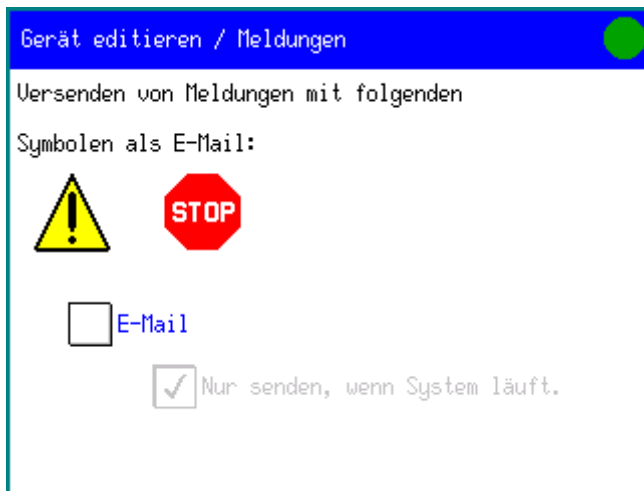 Gerät editieren / Meldungen
Versenden von Meldungen mit folgenden
Symbolen als E-Mail:
STOP
E-Mail
Nur senden, wenn System läuft.